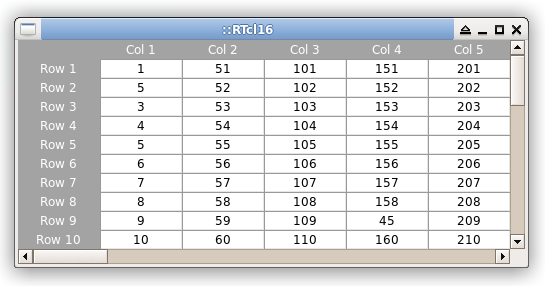 ::RTcl16
Col 1 Col 2 Col 3 Col 4 Col 5
Row 1 1 51 101 151 201
Row 2 5 52 102 152 202
Row 3 3 53 103 153 203
Row 4 4 54 104 154 204
Row 5 5 55 105 155 205
Row 6 6 56 106 156 206
Row 7 7 57 107 157 207
Row 8 8 58 108 158 208
Row 9 9 59 109 45 209
Row 10 10 60 110 160 210